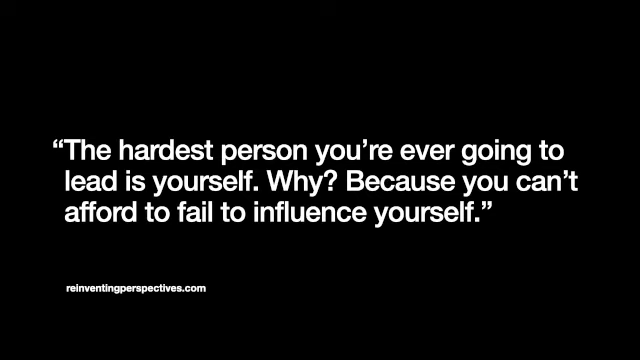 “The hardest person you’re ever going to
lead is yourself. Why? Because you can’t
afford to fail to influence yourself.”
reinventingperspectives.com